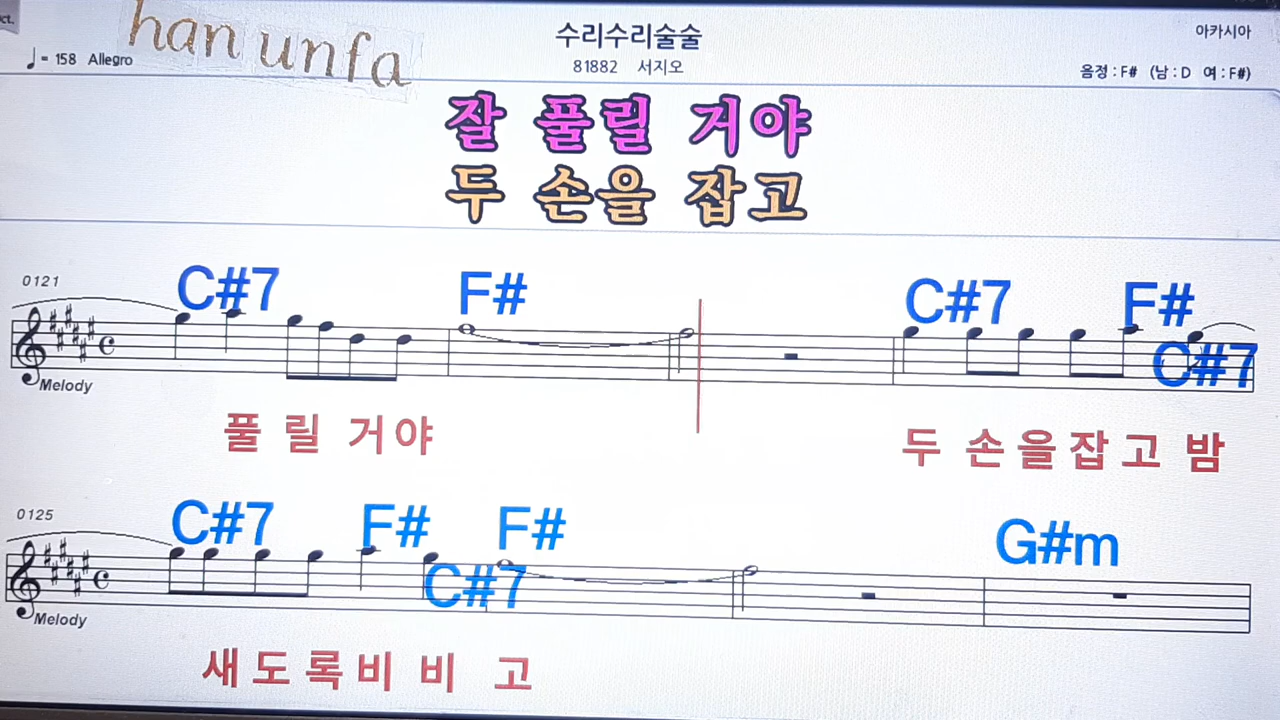 ct.
han unfa
수리수리술술
아카시아
♩ = 158 Allegro
81882 서지오
음정 : F# (남 : D 여 : F#)
잘 풀릴 거야
두 손을 잡고
0121
C#7 F# C#7 F# C#7
Melody
풀 릴 거야 두 손을잡고 밤
0125
C#7 F# C#7 F# G#m
Melody
새도록비 비 고